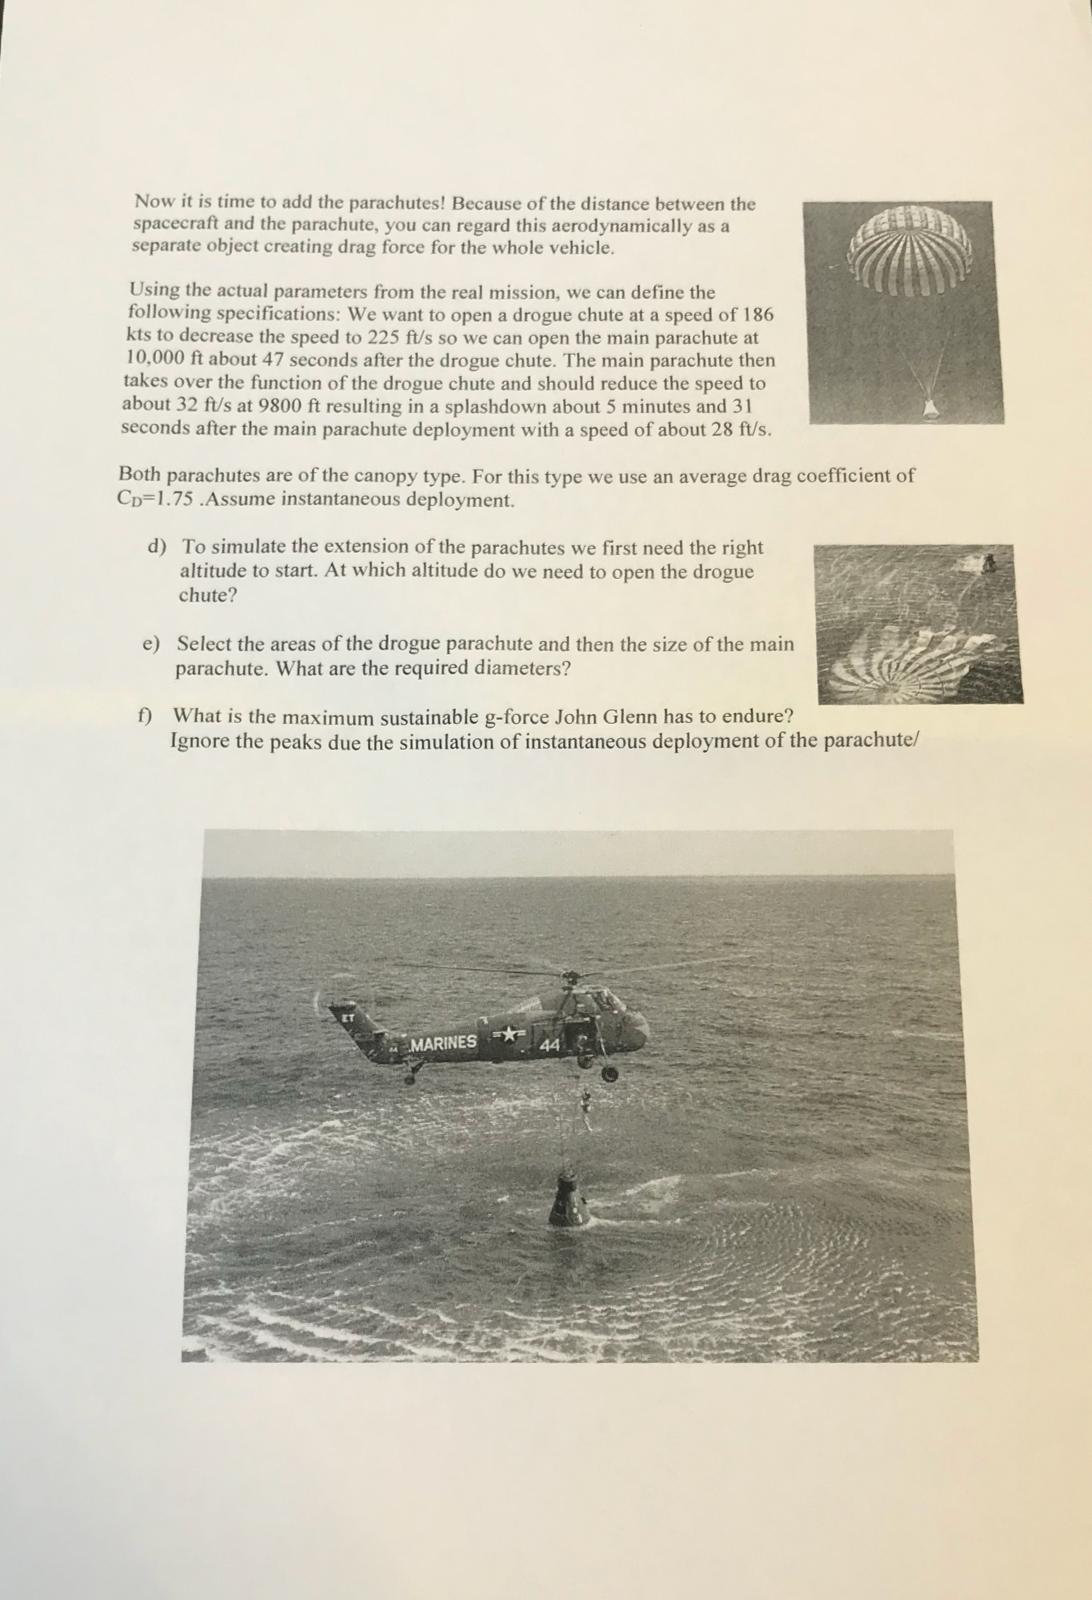 Now it is time to add the parachutes! Because of the distance between the
spacecraft and the parachute, you can regard this aerodynamically as a
separate object creating drag force for the whole vehicle.
Using the actual parameters from the real mission, we can define the
following specifications: We want to open a drogue chute at a speed of 186
kts to decrease the speed to 225 ft/s so we can open the main parachute at
10,000 ft about 47 seconds after the drogue chute. The main parachute then
takes over the function of the drogue chute and should reduce the speed to
about 32 ft/s at 9800 ft resulting in a splashdown about 5 minutes and 31
seconds after the main parachute deployment with a speed of about 28 ft/s.
Both parachutes are of the canopy type. For this type we use an average drag coefficient of
CD=1.75 .Assume instantaneous deployment.
d) To simulate the extension of the parachutes we first need the right
altitude to start. At which altitude do we need to open the drogue
chute?
e) Select the areas of the drogue parachute and then the size of the main
parachute. What are the required diameters?
f) What is the maximum sustainable g-force John Glenn has to endure?
Ignore the peaks due the simulation of instantaneous deployment of the parachute/
ET
MARINES
44